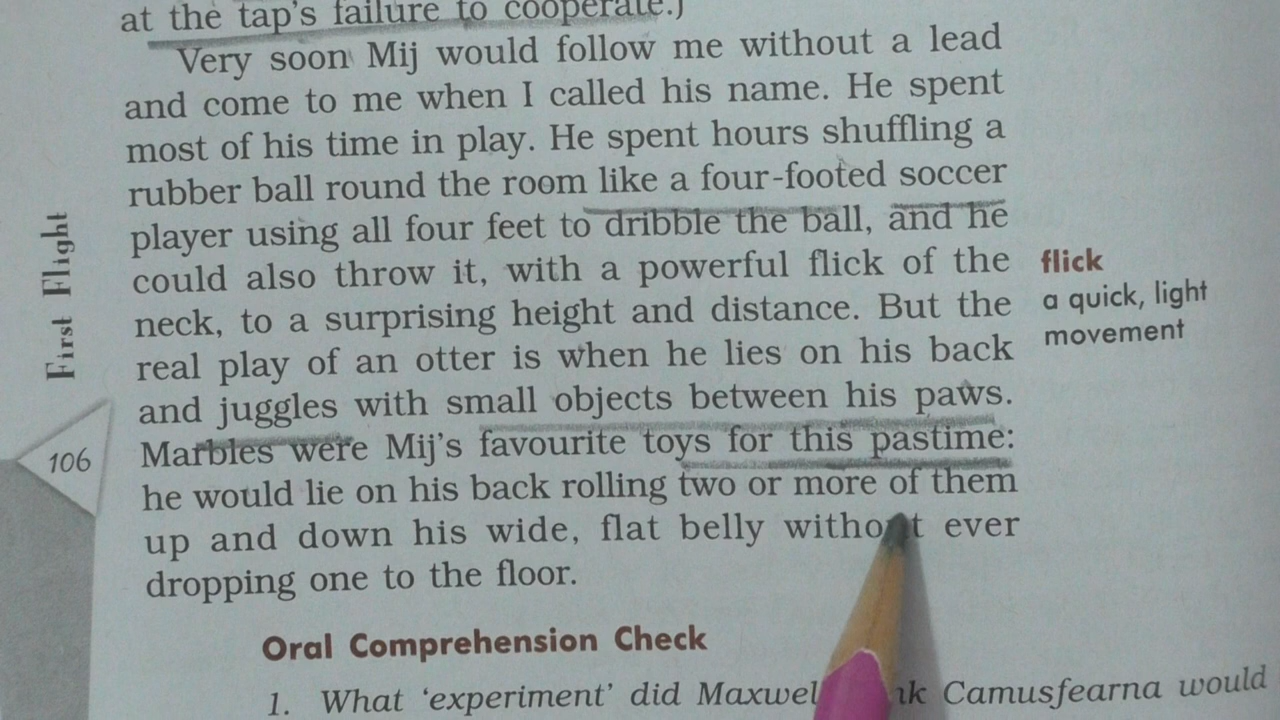 at the tap's failure to cooperate.)
Very soon Mij would follow me without a lead
and come to me when I called his name. He spent
most of his time in play. He spent hours shuffling a
rubber ball round the room like a four-footed soccer
player using all four feet to dribble the ball, and he
could also throw it, with a powerful flick of the
neck, to a surprising height and distance. But the
real play of an otter is when he lies on his back
and juggles with small objects between his paws.
Marbles were Mij's favourite toys for this pastime:
he would lie on his back rolling two or more of them
up and down his wide, flat belly without ever
dropping one to the floor.
flick
a quick, light
movement
First Flight
106
Oral Comprehension Check
1. What 'experiment' did Camusfearna would